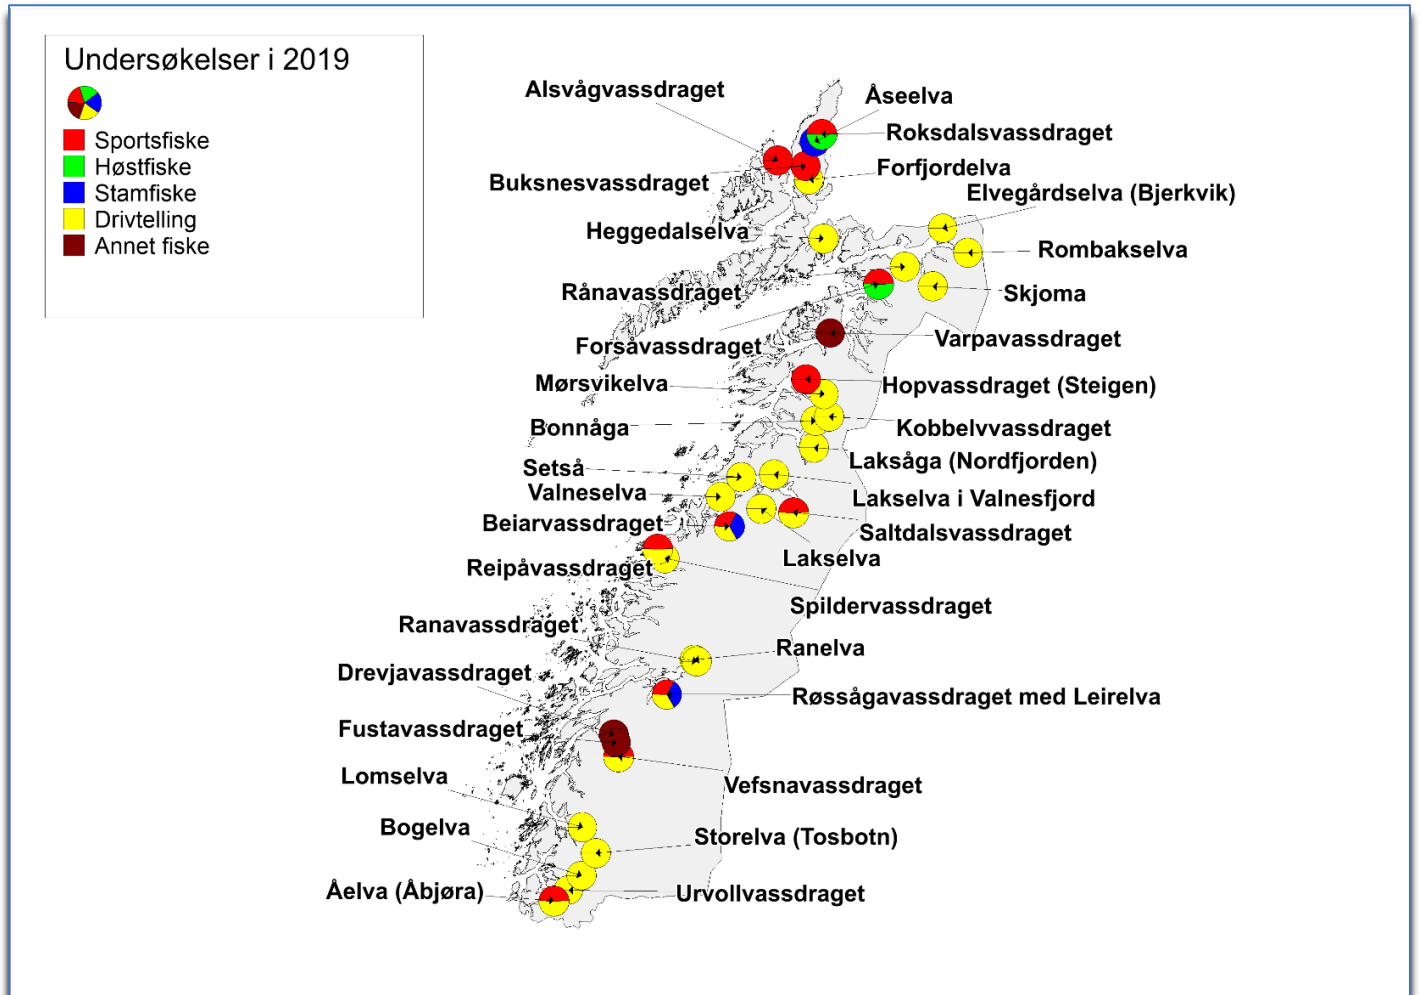 Undersøkelser i 2019
Sportsfiske
Høstfiske
Stamfiske
Drivtelling
Annet fiske
Alsvågvassdraget
Åseelva
Roksdalsvassdraget
Forfjordelva
Buksnesvassdraget
Elvegårdselva (Bjerkvik)
Heggedalselva
Rombakselva
Rånavassdraget
Skjoma
Forsåvassdraget
Varpavassdraget
Mørsvikelva
Hopvassdraget (Steigen)
Bonnåga
Kobbelvvassdraget
Laksåga (Nordfjorden)
Setså
Valneselva
Lakselva i Valnesfjord
Beiarvassdraget
Saltdalsvassdraget
Lakselva
Reipåvassdraget
Spildervassdraget
Ranavassdraget
Ranelva
Drevjavassdraget
Røssågavassdraget med Leirelva
Fustavassdraget
Lomselva
Vefsnavassdraget
Bogelva
Storelva (Tosbotn)
Åelva (Åbjøra)
Urvollvassdraget